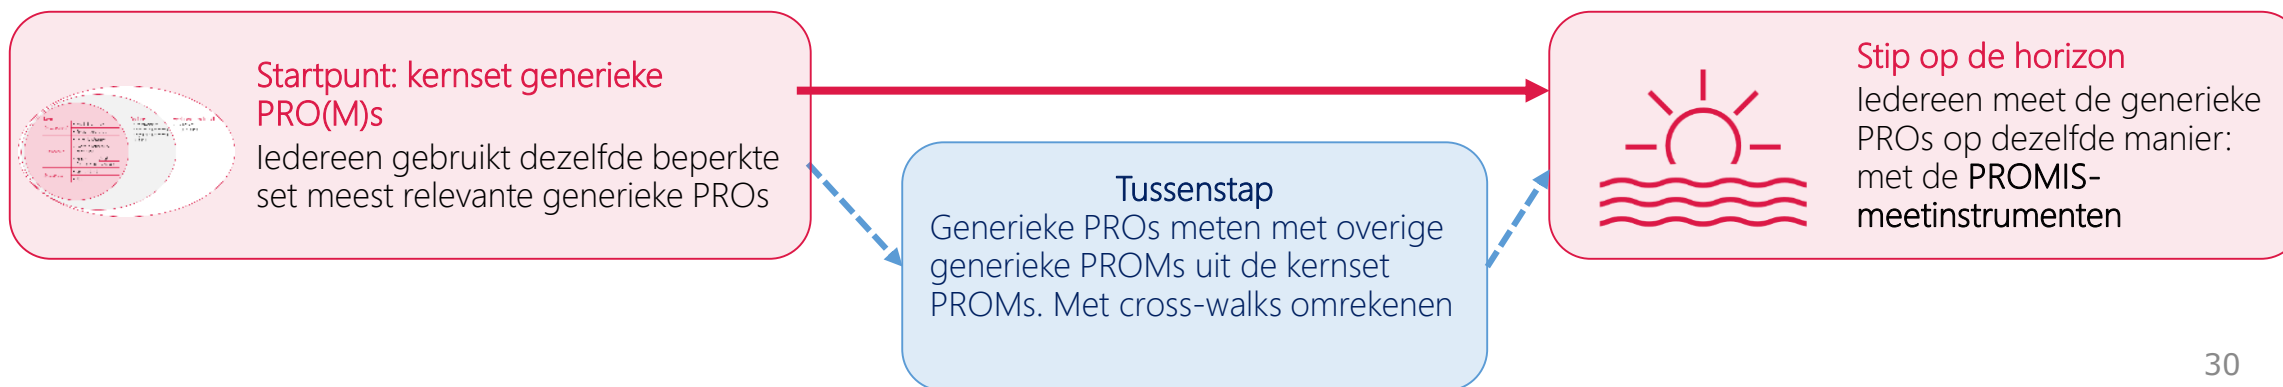 Startpunt: kernset generieke
PRO(M)s
Iedereen gebruikt dezelfde beperkte
set meest relevante generieke PROs
Tussenstap
Generieke PROs meten met overige
generieke PROMs uit de kernset
PROMs. Met cross-walks omrekenen
Stip op de horizon
Iedereen meet de generieke
PROs op dezelfde manier:
met de PROMIS-
meetinstrumenten
30